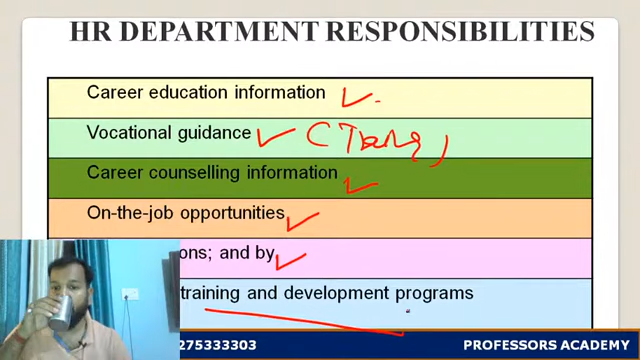 HR DEPARTMENT RESPONSIBILITIES
Career education information
Vocational guidance
Career counselling information
On-the-job opportunities
and by
training and development programs
275333303 PROFESSORS ACADEMY